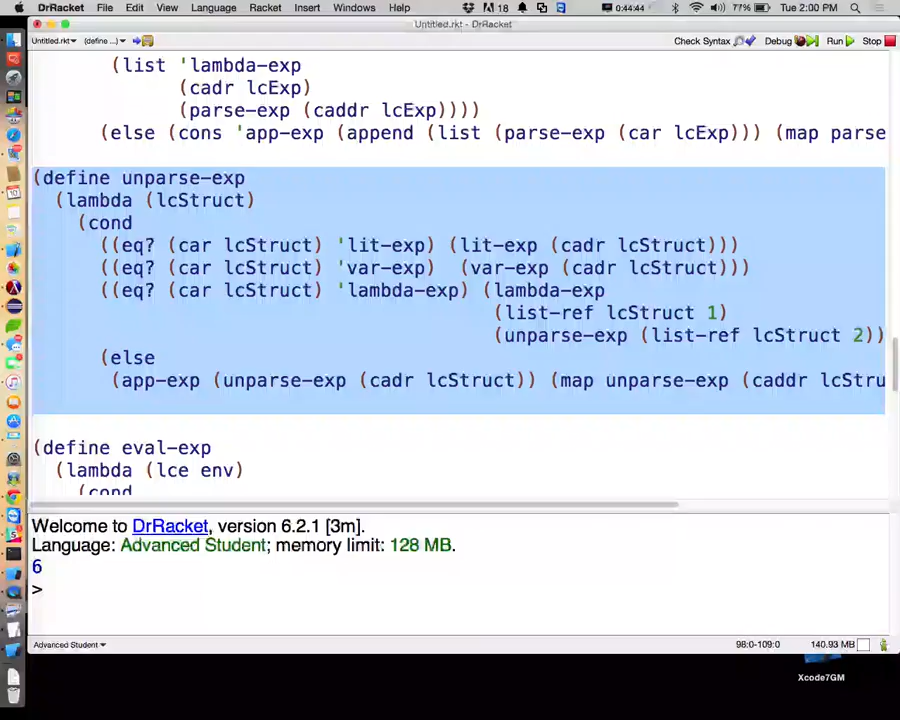 DrRacket File Edit View Language Racket Insert Windows Help 18 0:44:44 77% Tue 2:00 PM
Untitled.rkt - DrRacket
Untitled.rkt▾ (define ...)▾ Check Syntax Debug Run Stop
(list 'lambda-exp
(cadr lcExp)
(parse-exp (caddr lcExp))))
(else (cons 'app-exp (append (list (parse-exp (car lcExp))) (map parse
(define unparse-exp
(lambda (lcStruct)
(cond
((eq? (car lcStruct) 'lit-exp) (lit-exp (cadr lcStruct)))
((eq? (car lcStruct) 'var-exp) (var-exp (cadr lcStruct)))
((eq? (car lcStruct) 'lambda-exp) (lambda-exp
(list-ref lcStruct 1)
(unparse-exp (list-ref lcStruct 2))
(else
(app-exp (unparse-exp (cadr lcStruct)) (map unparse-exp (caddr lcStru
(define eval-exp
(lambda (lce env)
(cond
Welcome to DrRacket, version 6.2.1 [3m].
Language: Advanced Student; memory limit: 128 MB.
6
>
Advanced Student▾ 98:0-109:0 140.93 MB
Xcode7GM